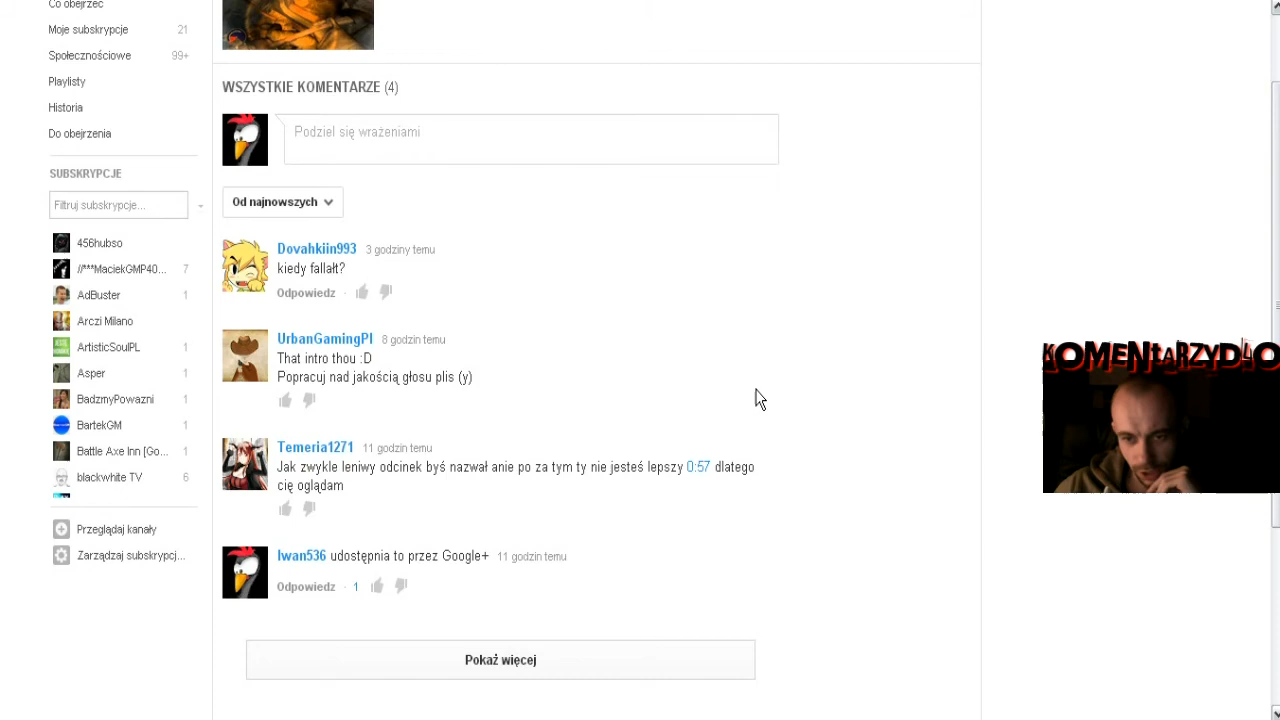 Co obejrzeć
Moje subskrypcje 21
Społecznościowe 99+
Playlisty
Historia
Do obejrzenia
SUBSKRYPCJE
Filtruj subskrypcje...
456hubso
//***MaciekGMP40... 7
AdBuster 1
Arczi Milano
ArtisticSoulPL 1
Asper 1
BadzmyPowazni 1
BartekGM 1
Battle Axe Inn [Go... 1
blackwhite TV 6
Przeglądaj kanały
Zarządzaj subskrypcj...
WSZYSTKIE KOMENTARZE (4)
Podziel się wrażeniami
Od najnowszych
Dovahkiin993 3 godziny temu
kiedy fallałt?
Odpowiedz ·
UrbanGamingPl 8 godzin temu
That intro thou :D
Popracuj nad jakością głosu plis (y)
Temeria1271 11 godzin temu
Jak zwykle leniwy odcinek byś nazwał anie po za tym ty nie jesteś lepszy 0:57 dlatego
cię oglądam
Iwan536 udostępnia to przez Google+ 11 godzin temu
Odpowiedz · 1
Pokaż więcej
KOMENtARZYDŁO